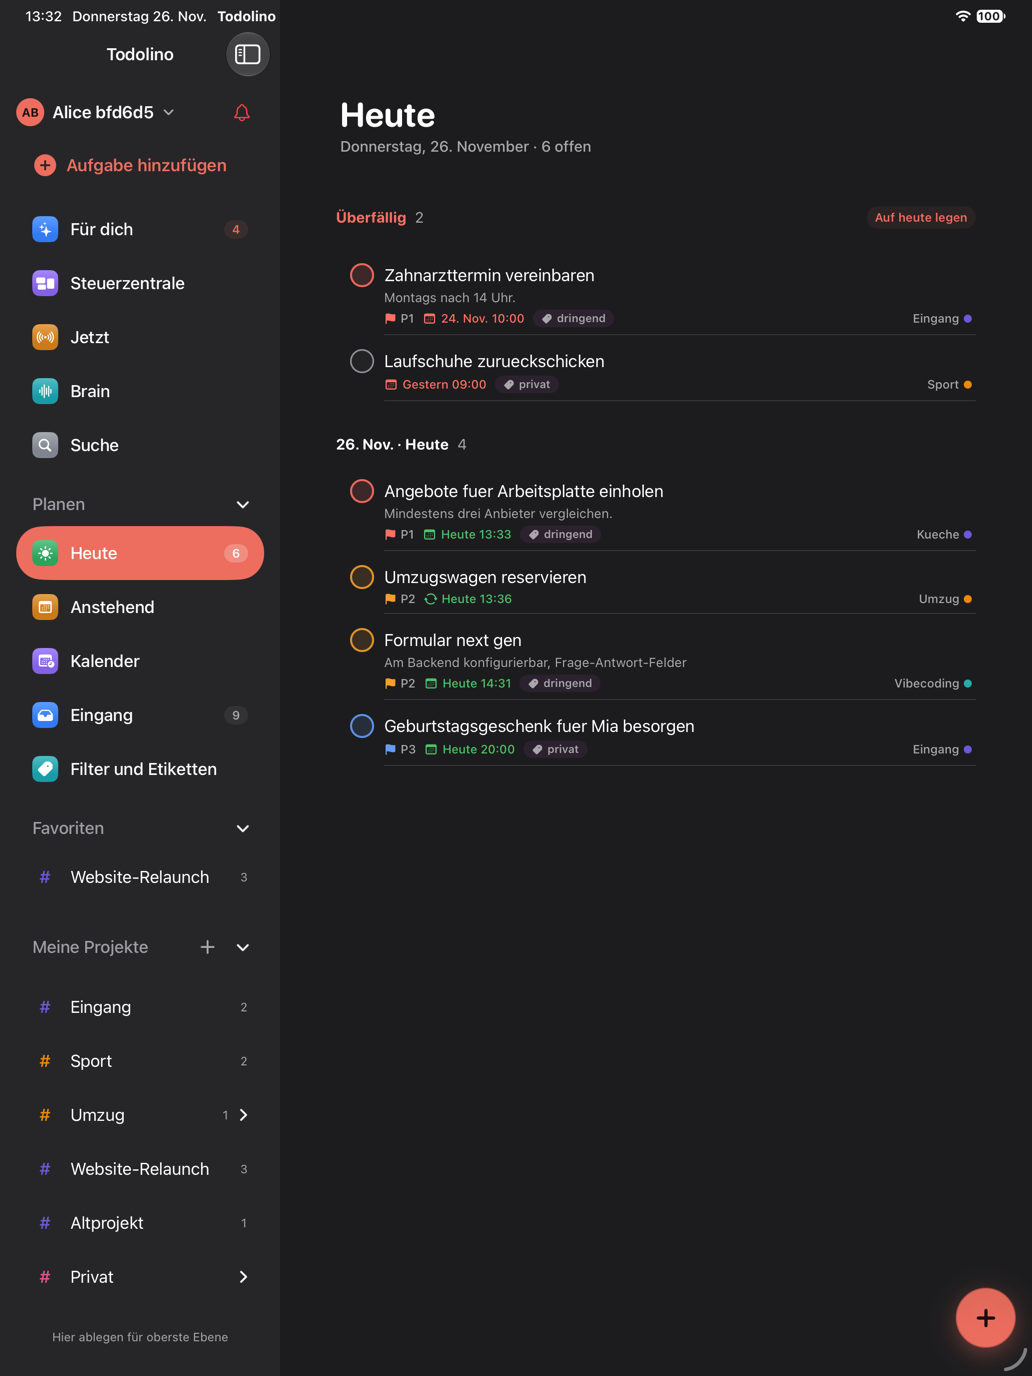 13:32 Donnerstag 26. Nov. Todolino
100
Todolino
AB Alice bfd6d5
Aufgabe hinzufügen
Für dich 4
Steuerzentrale
Jetzt
Brain
Suche
Planen
Heute 6
Anstehend
Kalender
Eingang 9
Filter und Etiketten
Favoriten
# Website-Relaunch 3
Meine Projekte
# Eingang 2
# Sport 2
# Umzug 1
# Website-Relaunch 3
# Altprojekt 1
# Privat
Hier ablegen für oberste Ebene
Heute
Donnerstag, 26. November · 6 offen
Überfällig 2 Auf heute legen
Zahnarzttermin vereinbaren
Montags nach 14 Uhr.
P1 24. Nov. 10:00 dringend Eingang
Laufschuhe zurueckschicken
Gestern 09:00 privat Sport
26. Nov. · Heute 4
Angebote fuer Arbeitsplatte einholen
Mindestens drei Anbieter vergleichen.
P1 Heute 13:33 dringend Kueche
Umzugswagen reservieren
P2 Heute 13:36 Umzug
Formular next gen
Am Backend konfigurierbar, Frage-Antwort-Felder
P2 Heute 14:31 dringend Vibecoding
Geburtstagsgeschenk fuer Mia besorgen
P3 Heute 20:00 privat Eingang